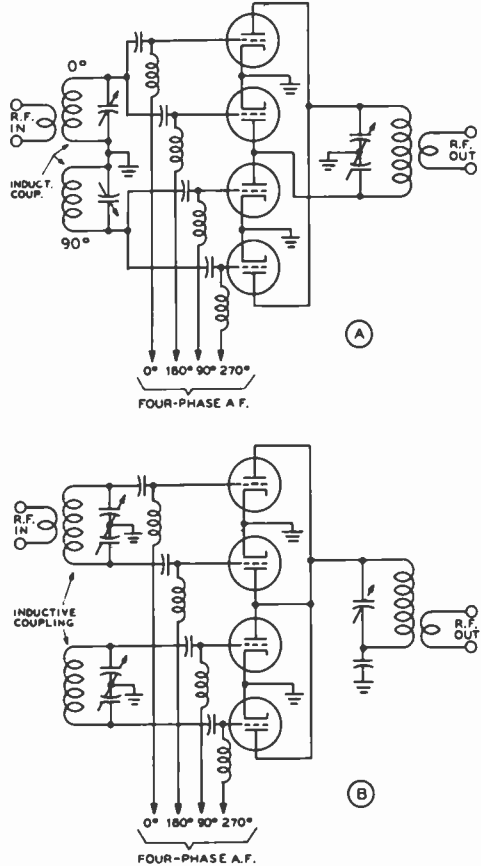 0°
R.F.
IN
INDUCT.
COUP.
90°
R.F.
OUT
A
0° 180° 90° 270°
FOUR-PHASE A.F.
R.F.
IN
INDUCTIVE
COUPLING
R.F.
OUT
B
0° 180° 90° 270°
FOUR-PHASE A.F.